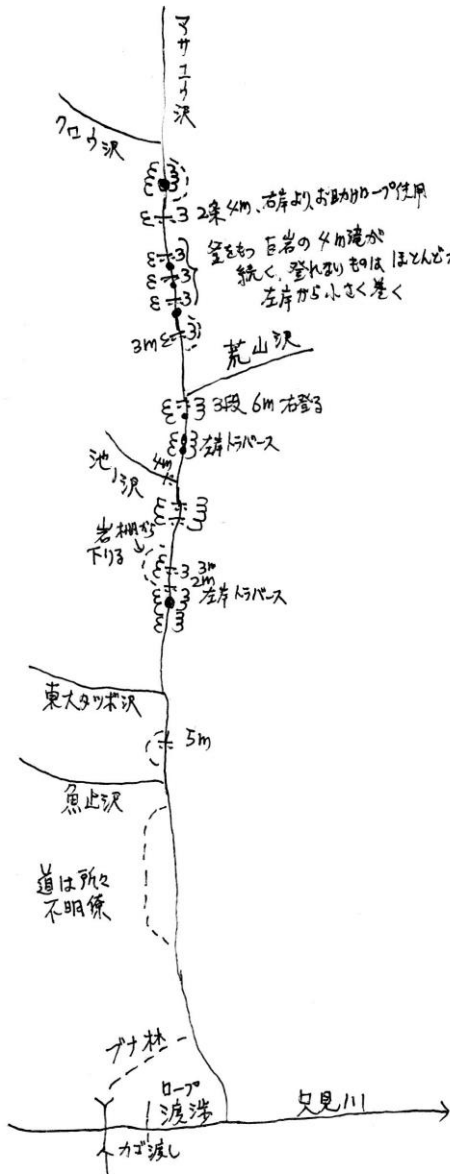 マサユウ沢
クロウ沢
2条4m、右岸よりお助けロープ使用
釜をもつ巨岩の4m滝が
続く、登れないものはほとんど
左岸から小さく巻く
3m
荒山沢
3段 6m 右登る
左岸トラバース
4m
池ノ沢
岩棚から
下りる
3m
2m
左岸トラバース
東大タツボ沢
5m
魚止沢
道は所々
不明瞭
ブナ林
ロープ
渡渉
只見川
カゴ渡し